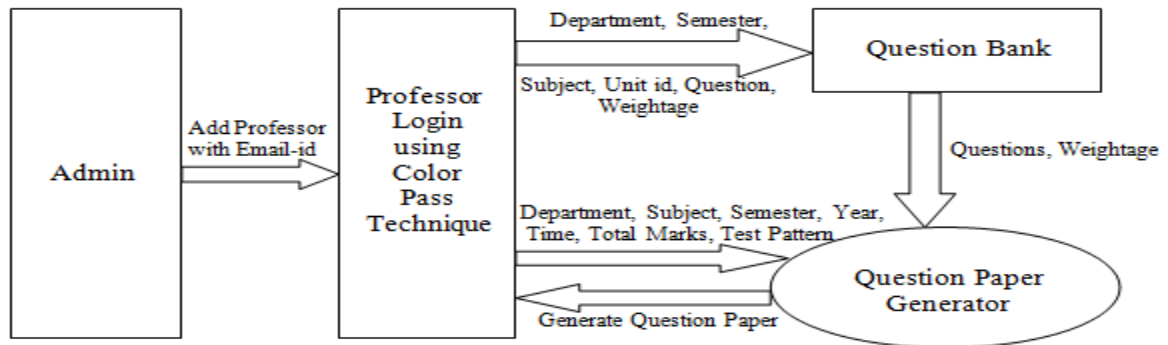 Admin
Add Professor
with Email-id
Professor
Login
using
Color
Pass
Technique
Department, Semester,
Subject, Unit id, Question,
Weightage
Question Bank
Questions, Weightage
Department, Subject, Semester, Year,
Time, Total Marks, Test Pattern
Generate Question Paper
Question Paper
Generator